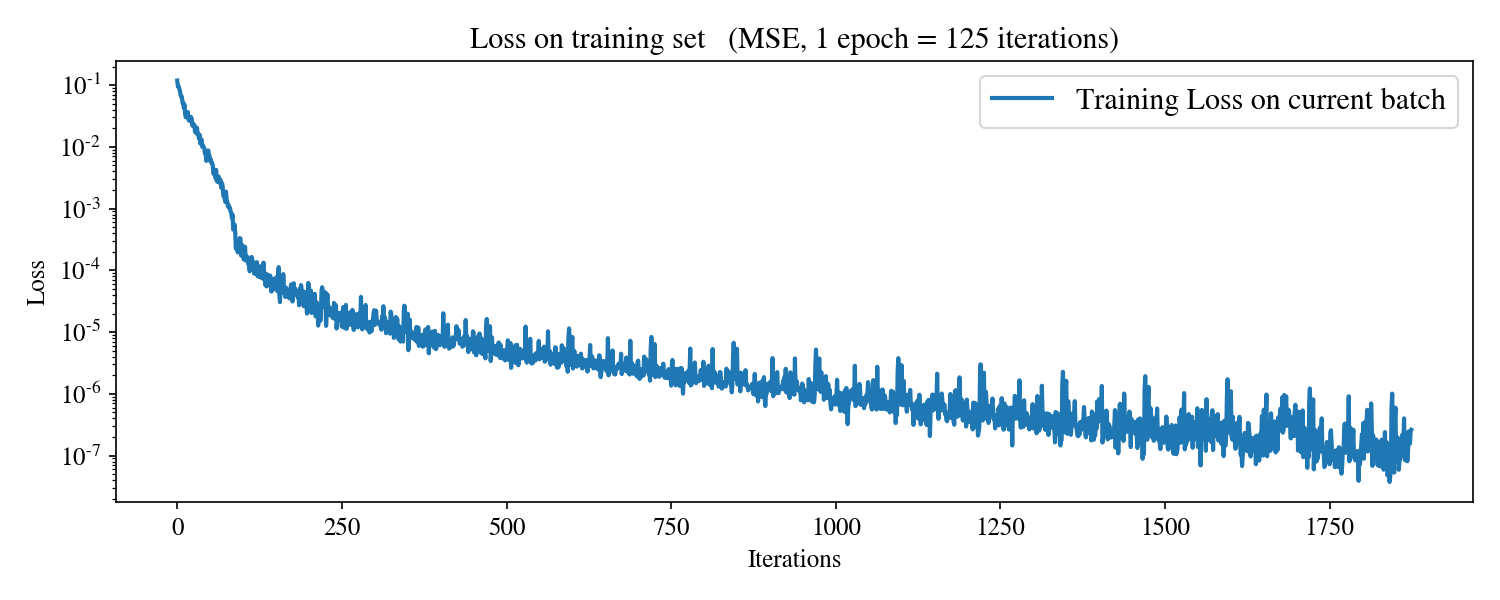 Loss on training set (MSE, 1 epoch = 125 iterations)
Training Loss on current batch
Loss
10⁻¹
10⁻²
10⁻³
10⁻⁴
10⁻⁵
10⁻⁶
10⁻⁷
0 250 500 750 1000 1250 1500 1750
Iterations